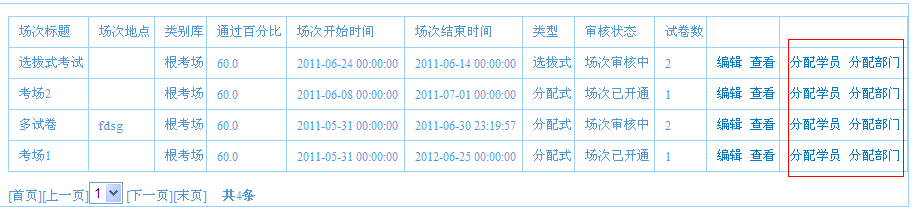 场次标题 场次地点 类别库 通过百分比 场次开始时间 场次结束时间 类型 审核状态 试卷数
选拔式考试 根考场 60.0 2011-06-24 00:00:00 2011-06-14 00:00:00 选拔式 场次审核中 2 编辑 查看 分配学员 分配部门
考场2 根考场 60.0 2011-06-08 00:00:00 2011-07-01 00:00:00 分配式 场次已开通 1 编辑 查看 分配学员 分配部门
多试卷 fdsg 根考场 60.0 2011-05-31 00:00:00 2011-06-30 23:19:57 分配式 场次审核中 2 编辑 查看 分配学员 分配部门
考场1 根考场 60.0 2011-05-31 00:00:00 2012-06-25 00:00:00 分配式 场次已开通 1 编辑 查看 分配学员 分配部门
[首页][上一页] 1 [下一页][末页] 共4条